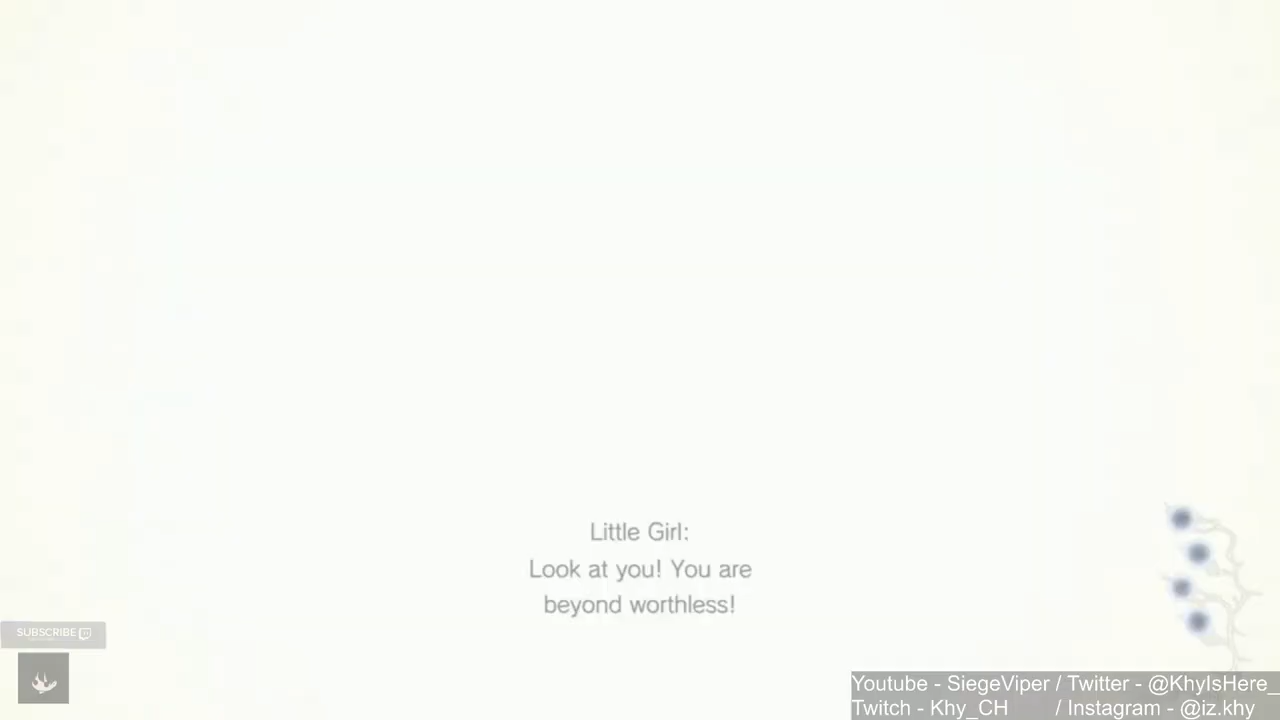 Little Girl:
Look at you! You are
beyond worthless!
SUBSCRIBE
Youtube - SiegeViper / Twitter - @KhyIsHere_
Twitch - Khy_CH / Instagram - @iz.khy